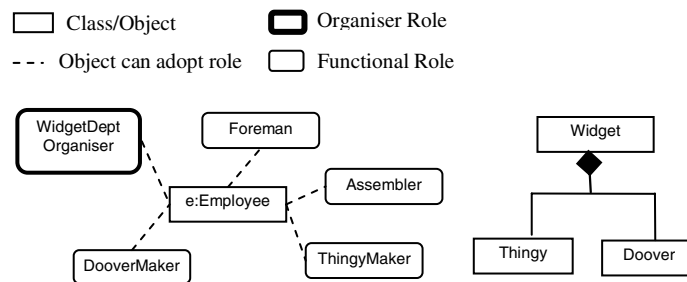 Class/Object
Organiser Role
Object can adopt role
Functional Role
WidgetDept
Organiser
Foreman
Widget
Assembler
e:Employee
Thingy
Doover
DooverMaker
ThingyMaker